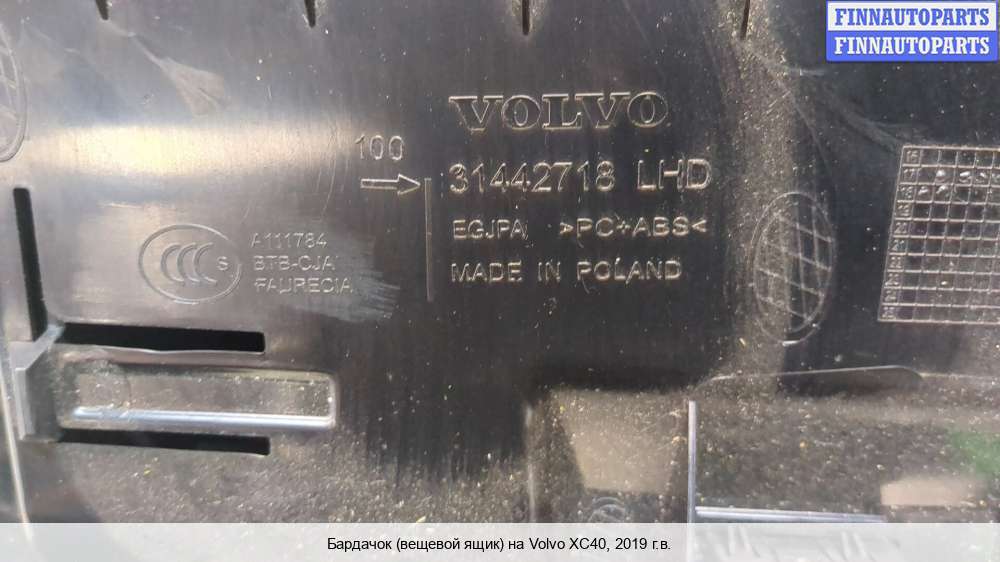 FINNAUTOPARTS
FINNAUTOPARTS
VOLVO
100
31442718 LHD
EGJPA >PC+ABS<
MADE IN POLAND
CCC S
A111784
BTB-CJA
FAURECIA
Бардачок (вещевой ящик) на Volvo XC40, 2019 г.в.